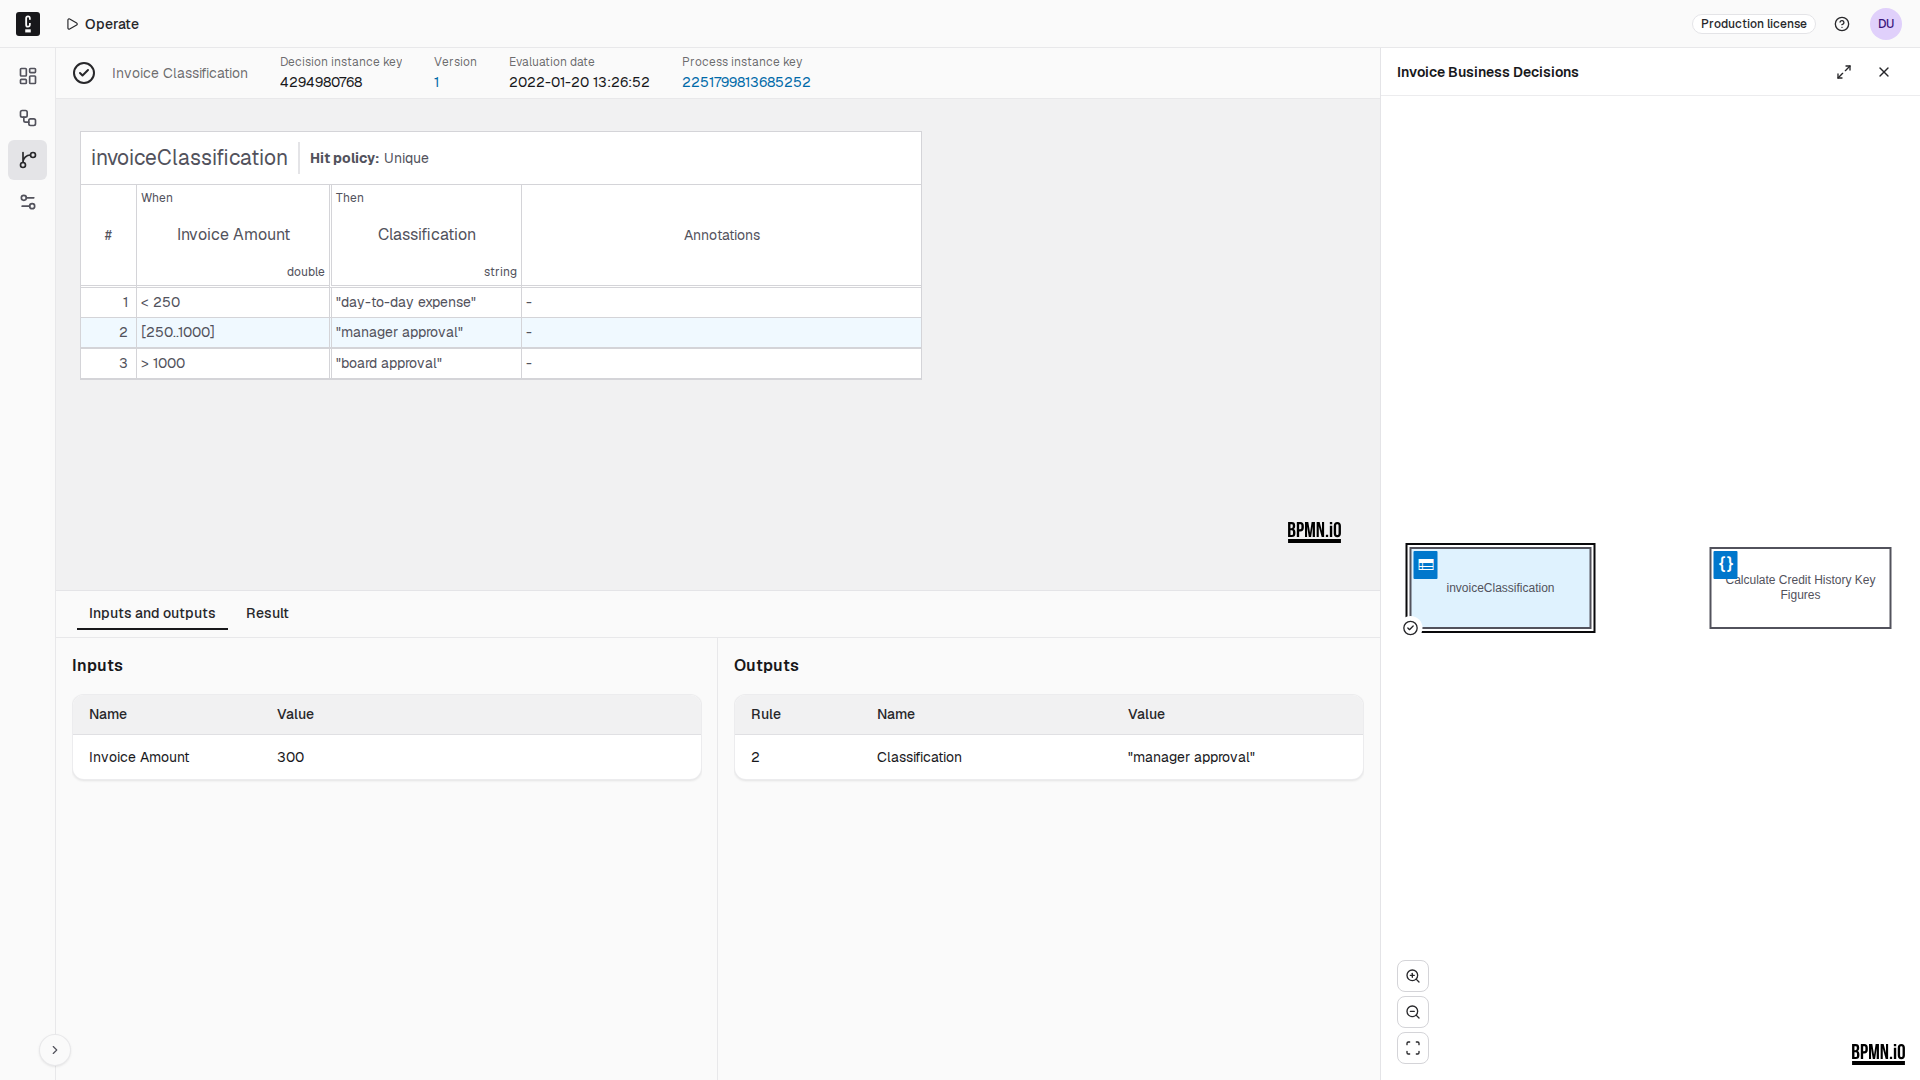 Operate
Production license
DU
Invoice Classification
Decision instance key
4294980768
Version
1
Evaluation date
2022-01-20 13:26:52
Process instance key
2251799813685252
Invoice Business Decisions
invoiceClassification
Hit policy: Unique
#
When
Invoice Amount
double
Then
Classification
string
Annotations
1 < 250 "day-to-day expense" -
2 [250..1000] "manager approval" -
3 > 1000 "board approval" -
BPMN.iO
invoiceClassification
{} Calculate Credit History Key
Figures
Inputs and outputs Result
Inputs
Name Value
Invoice Amount 300
Outputs
Rule Name Value
2 Classification "manager approval"
BPMN.iO